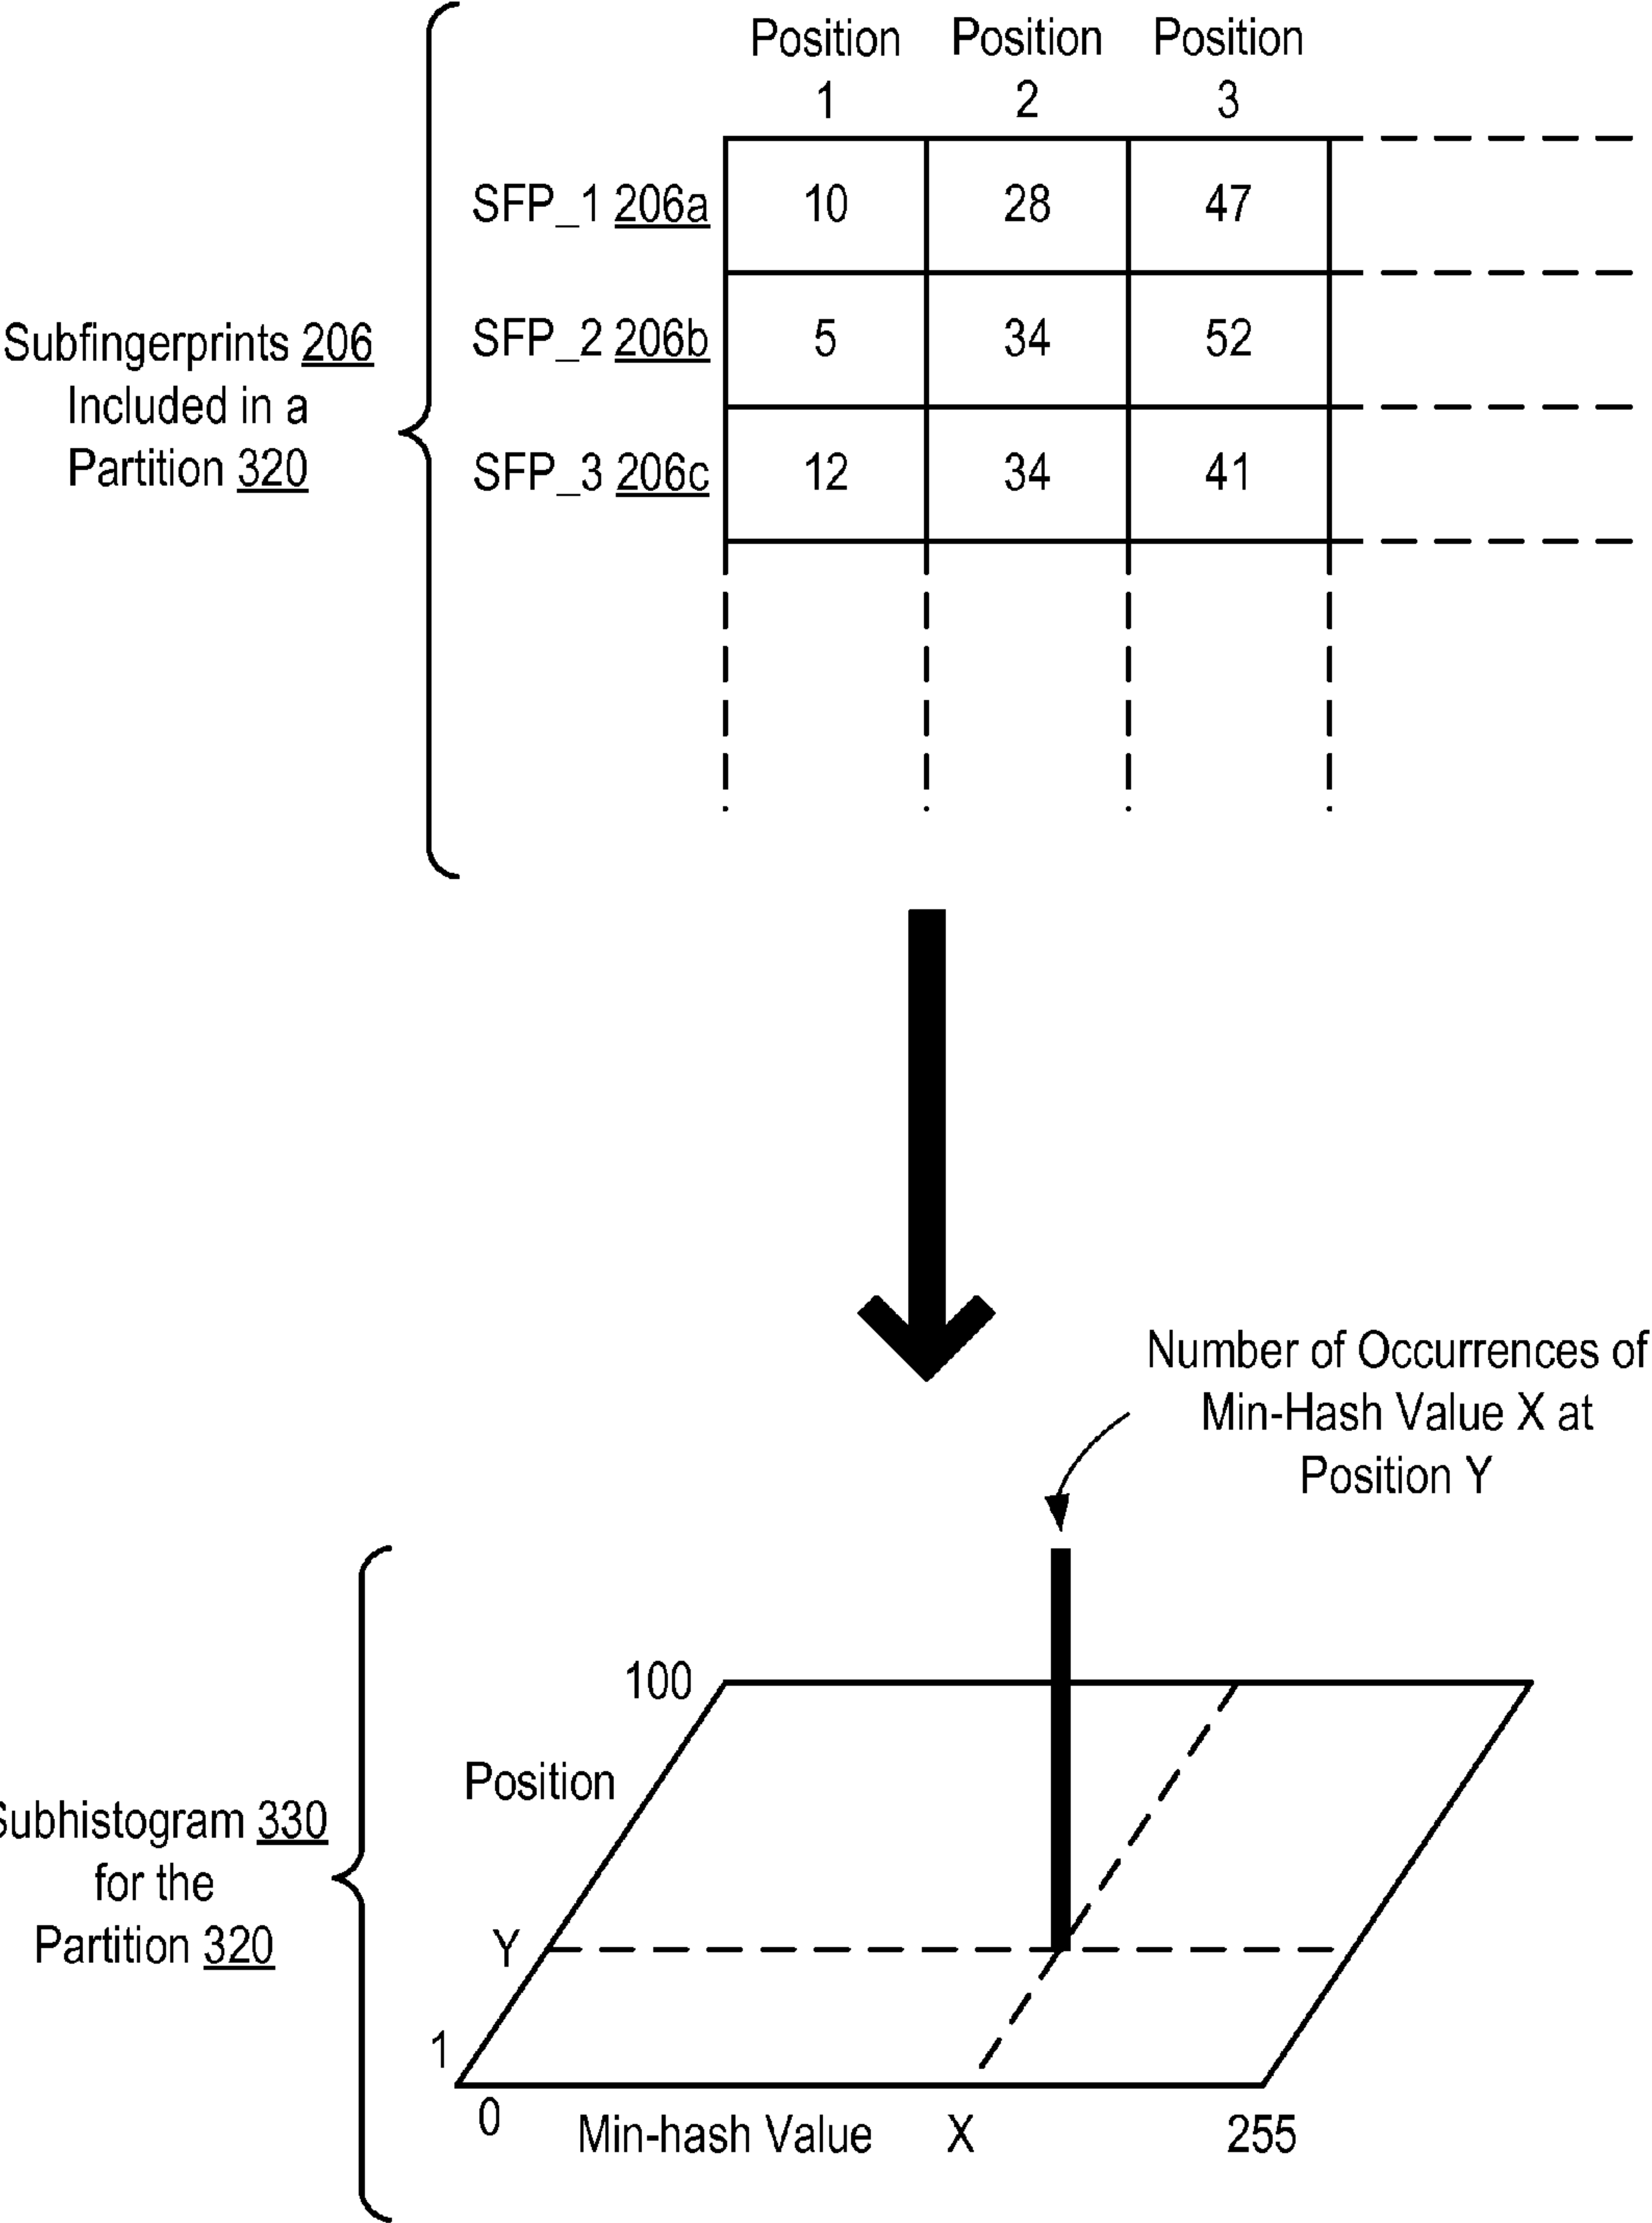 Position Position Position
1 2 3
SFP_1 206a 10 28 47
SFP_2 206b 5 34 52
SFP_3 206c 12 34 41
Subfingerprints 206
Included in a
Partition 320
Number of Occurrences of
Min-Hash Value X at
Position Y
100
Position
Subhistogram 330
for the
Partition 320
Y
1
0 Min-hash Value X 255